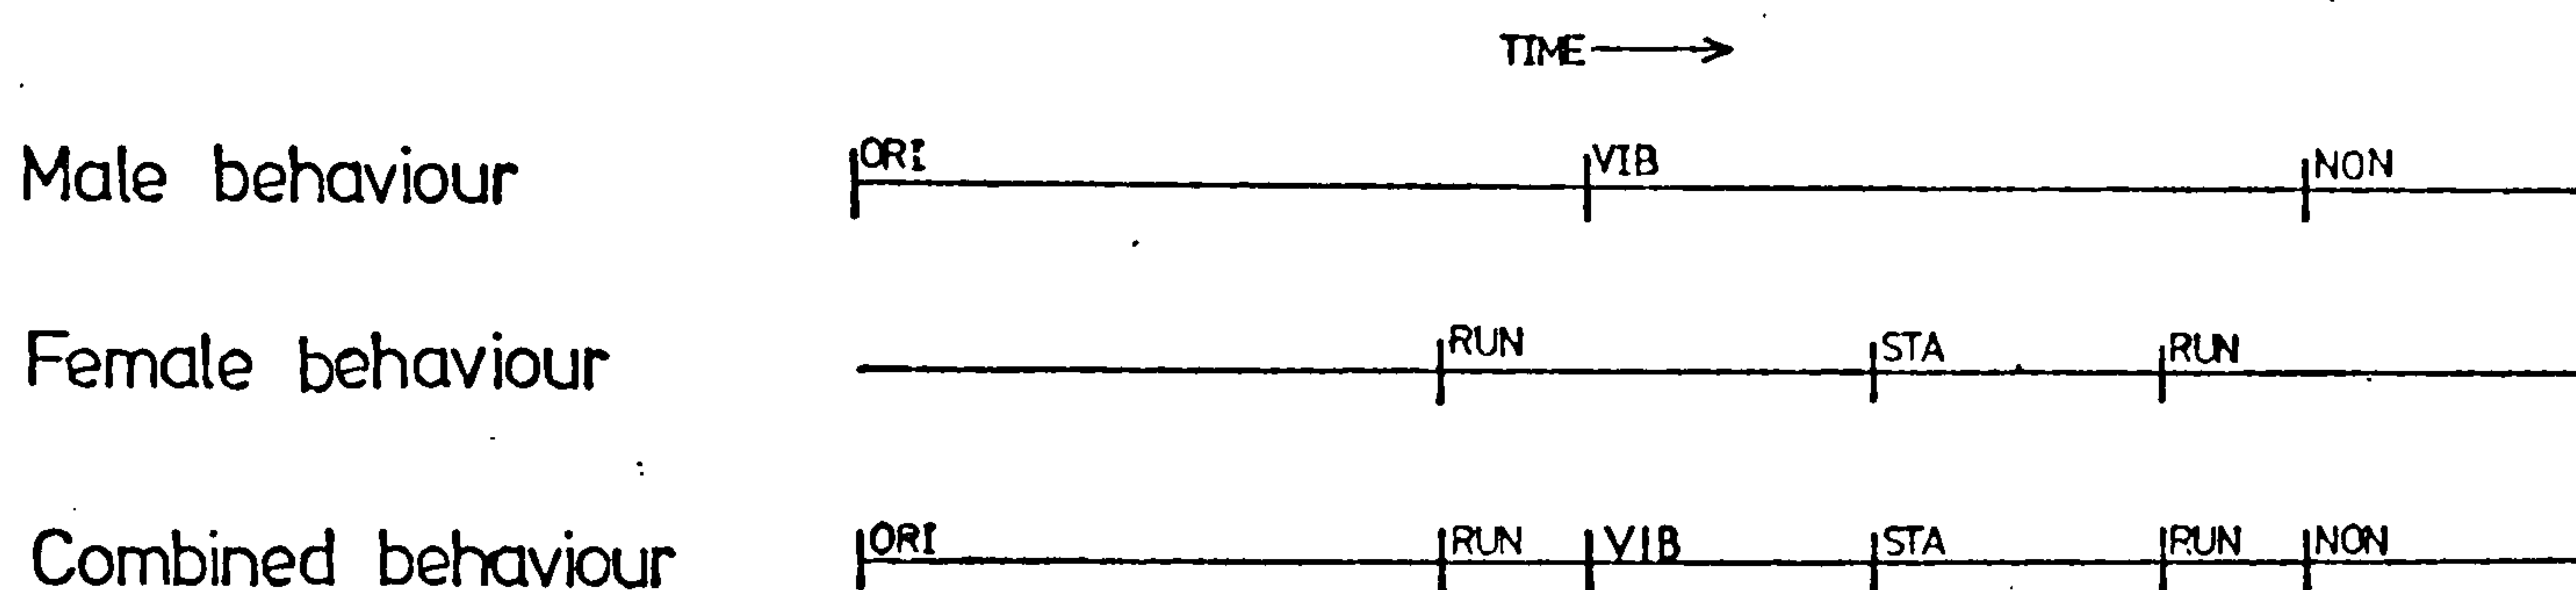 TIME
Male behaviour ORI VIB NON
Female behaviour RUN STA RUN
Combined behaviour ORI RUN VIB STA RUN NON